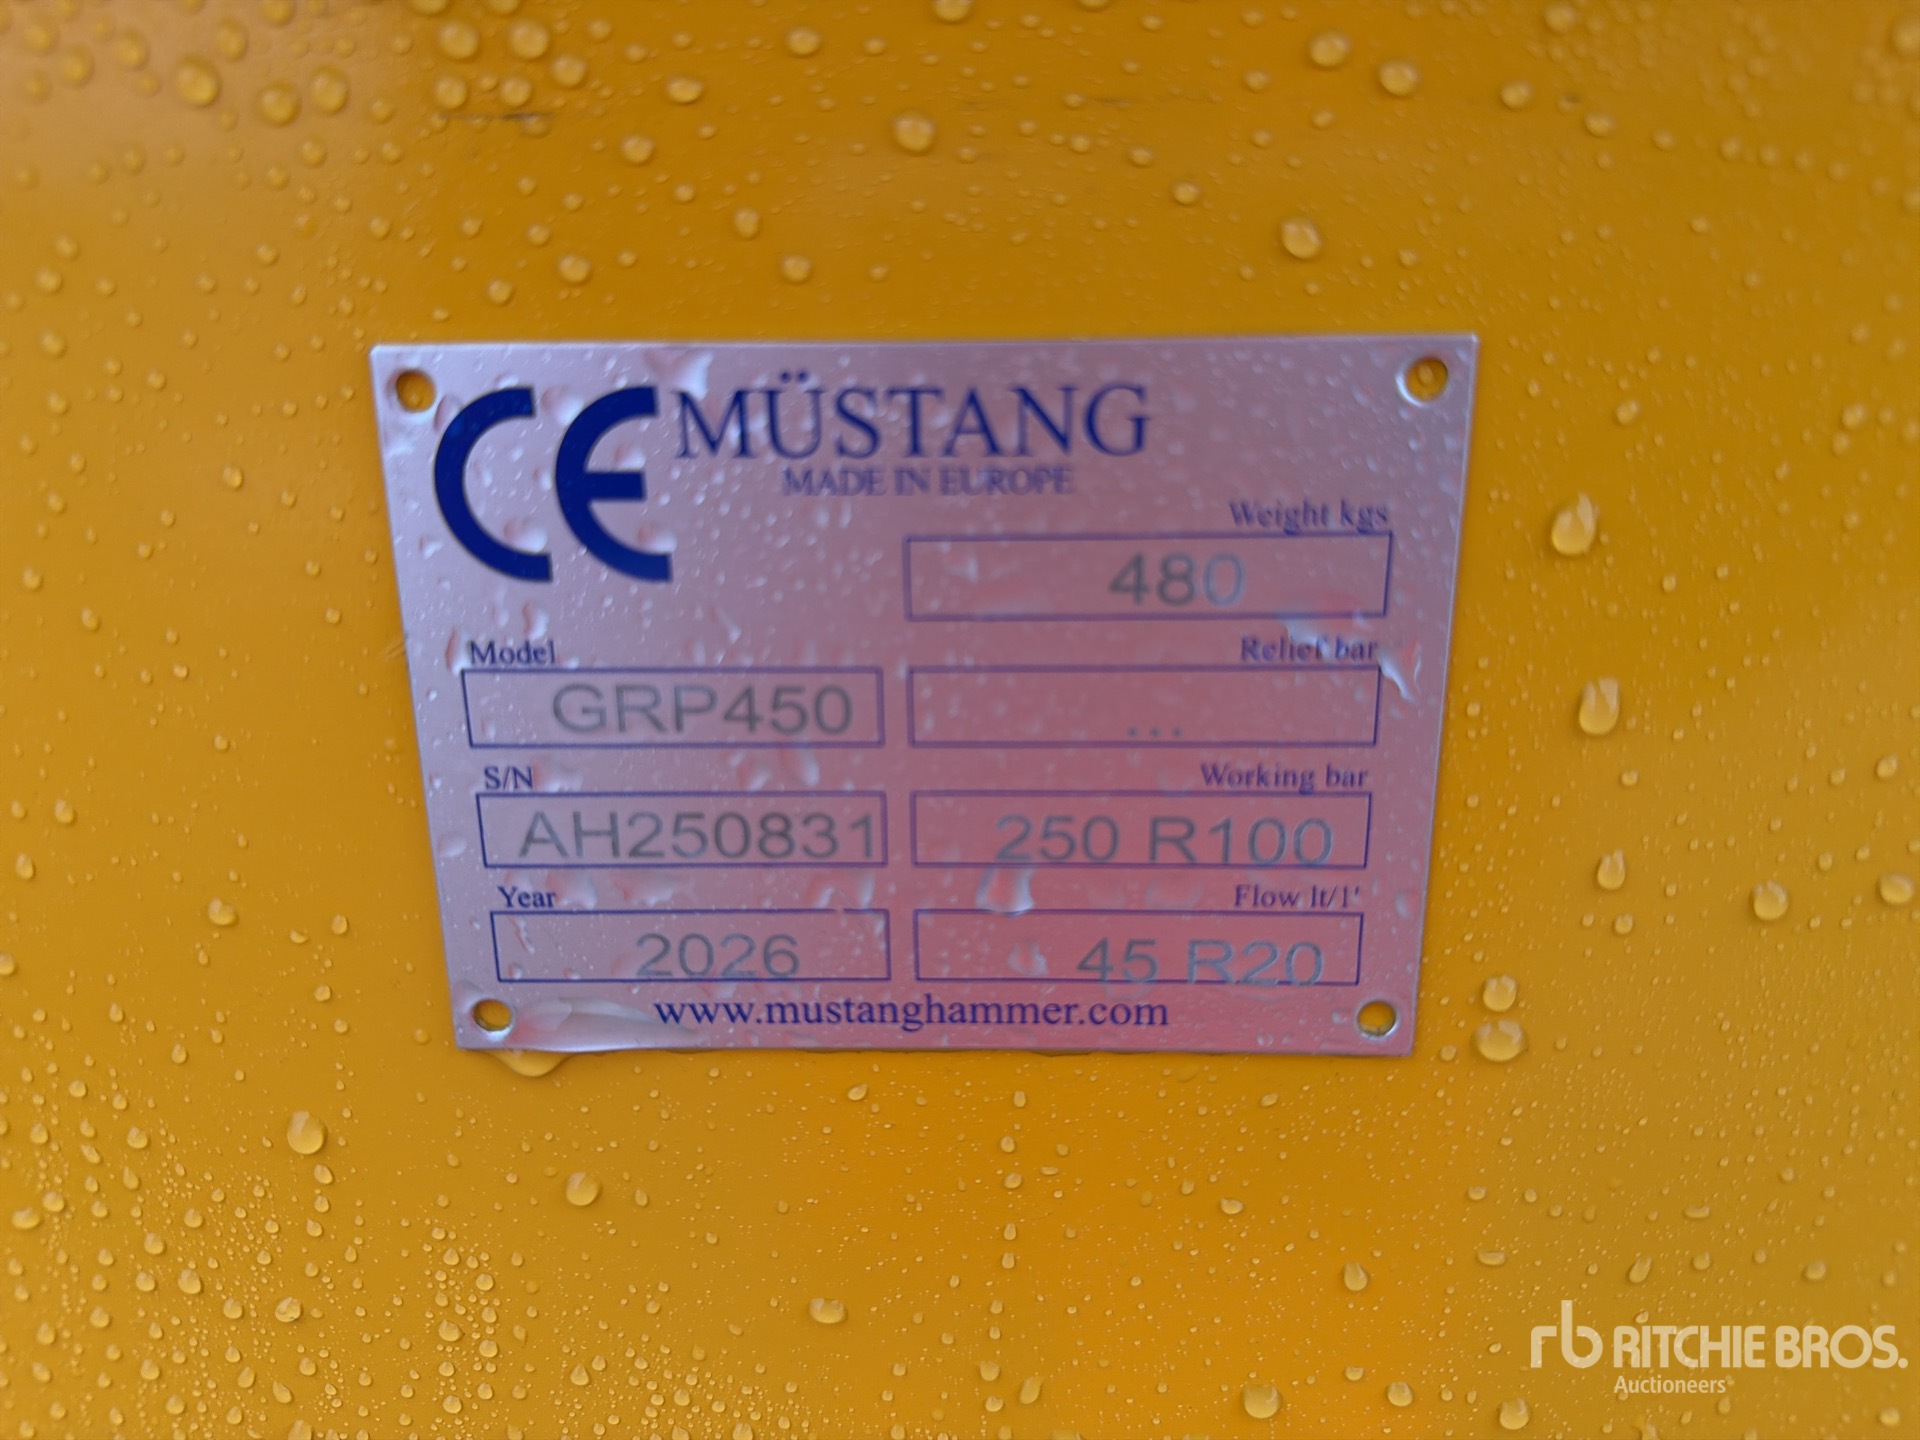 CE MÜSTANG
MADE IN EUROPE
Weight kgs
480
Model
GRP450
Relief bar
...
S/N
AH250831
Working bar
250 R100
Year
2026
Flow lt/1'
45 R20
www.mustanghammer.com
rb RITCHIE BROS.
Auctioneers